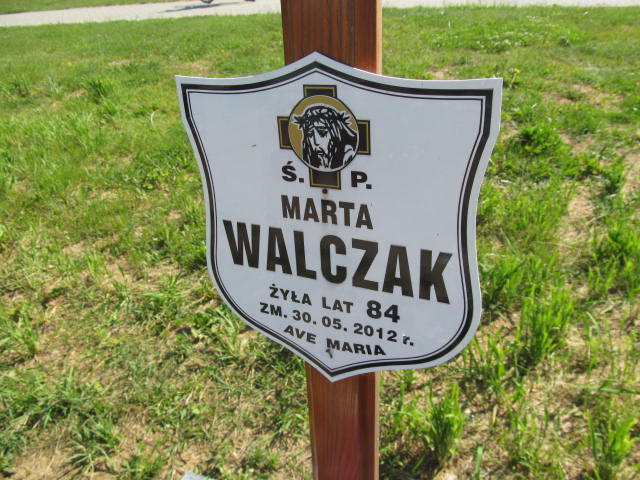 Ś. P.
MARTA
WALCZAK
ŻYŁA LAT 84
ZM. 30. 05. 2012 r.
AVE MARIA